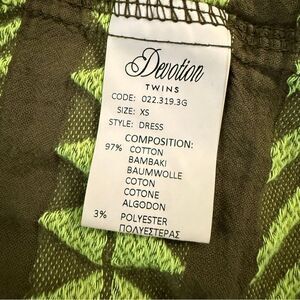 Devotion
TWINS
CODE: 022.319.3G
SIZE: XS
STYLE: DRESS
COMPOSITION:
97% COTTON
BAMBAKI
BAUMWOLLE
COTON
COTONE
ALGODON
3% POLYESTER
ΠΟΛΥΕΣΤΕΡΑΣ